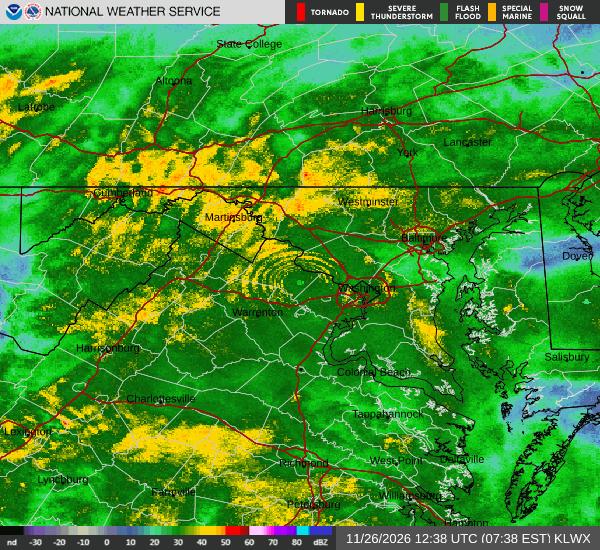 NATIONAL WEATHER SERVICE
TORNADO
SEVERE
THUNDERSTORM
FLASH
FLOOD
SPECIAL
MARINE
SNOW
SQUALL
State College
Altoona
Latrobe
Harrisburg
Lancaster
York
Cumberland
Westminster
Martinsburg
Baltimore
Dover
Washington
Warrenton
Harrisonburg
Salisbury
Colonial Beach
Charlottesville
Tappahannock
Lexington
Richmond
West Point
Lynchburg
Farmville
Williamsburg
Petersburg
Hampton
nd -30 -20 -10 0 10 20 30 40 50 60 70 80 dBZ
11/26/2026 12:38 UTC (07:38 EST) KLWX